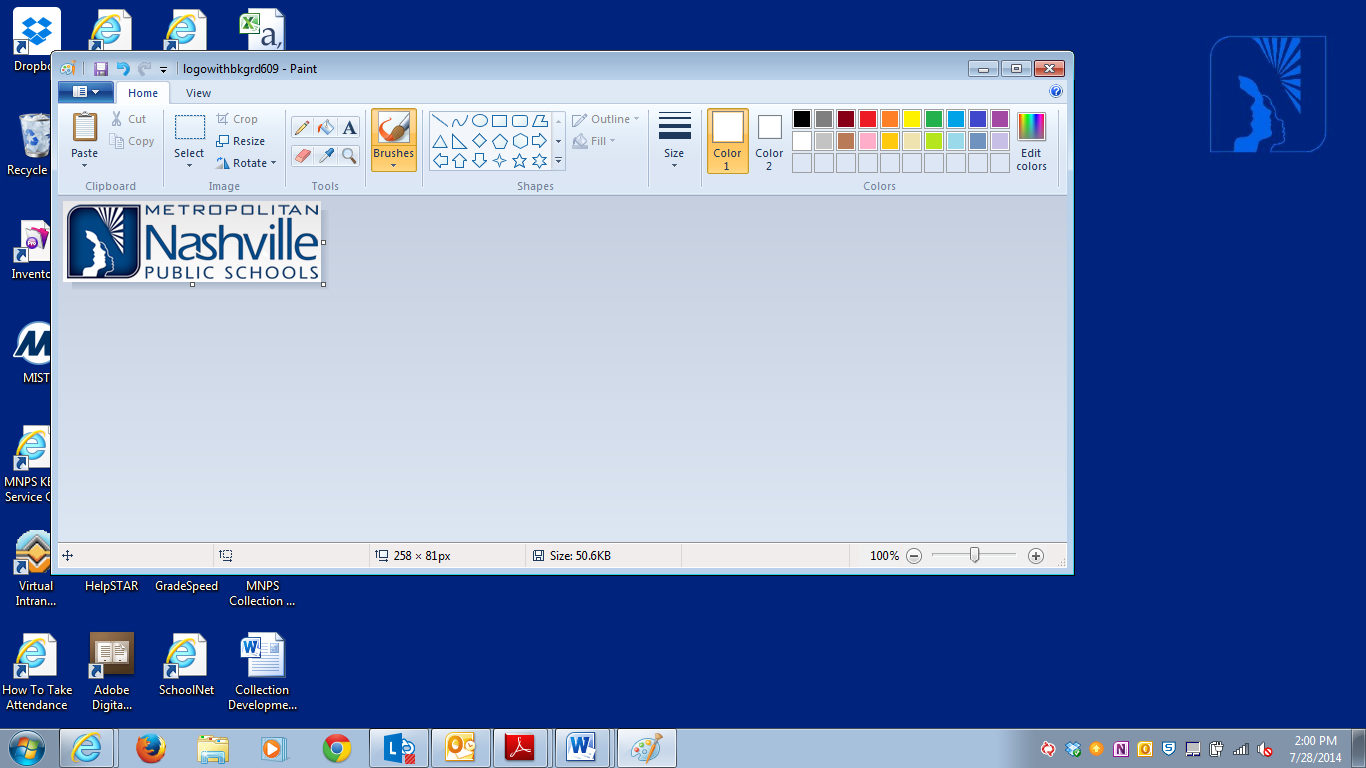 Dropbo
logowithbkgrd609 - Paint
Home View
Paste
Cut
Copy
Clipboard
Select
Crop
Resize
Rotate
Image
A
Tools
Brushes
Shapes
Outline
Fill
Size
Color 1
Color 2
Edit colors
Colors
METROPOLITAN
Nashville
PUBLIC SCHOOLS
258 × 81px
Size: 50.6KB
100%
Recycle
Invento
MIST
MNPS KB
Service C
Virtual
Intran...
HelpSTAR
GradeSpeed
MNPS
Collection ...
How To Take
Attendance
Adobe
Digita...
SchoolNet
Collection
Developme...
2:00 PM
7/28/2014